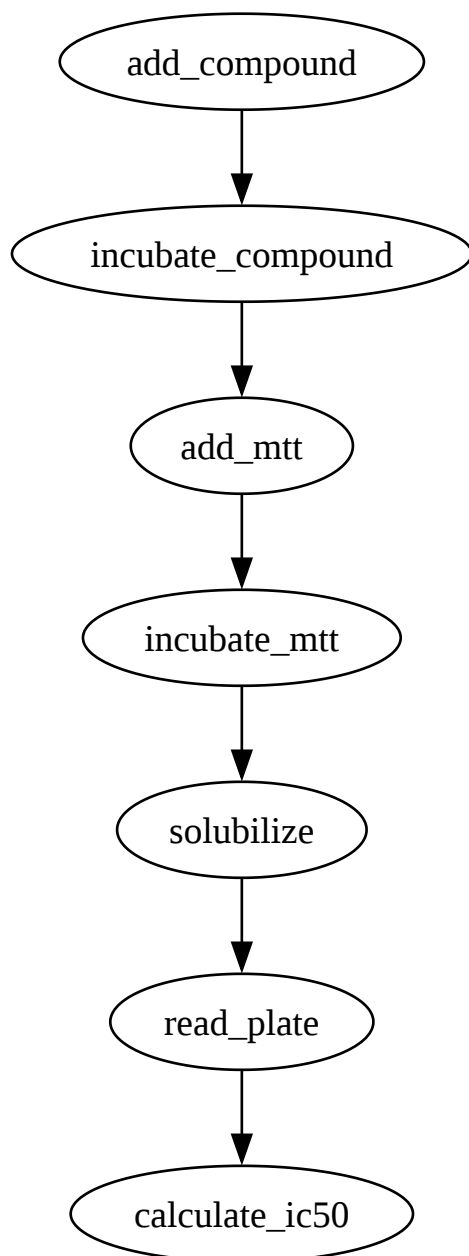 add_compound
incubate_compound
add_mtt
incubate_mtt
solubilize
read_plate
calculate_ic50